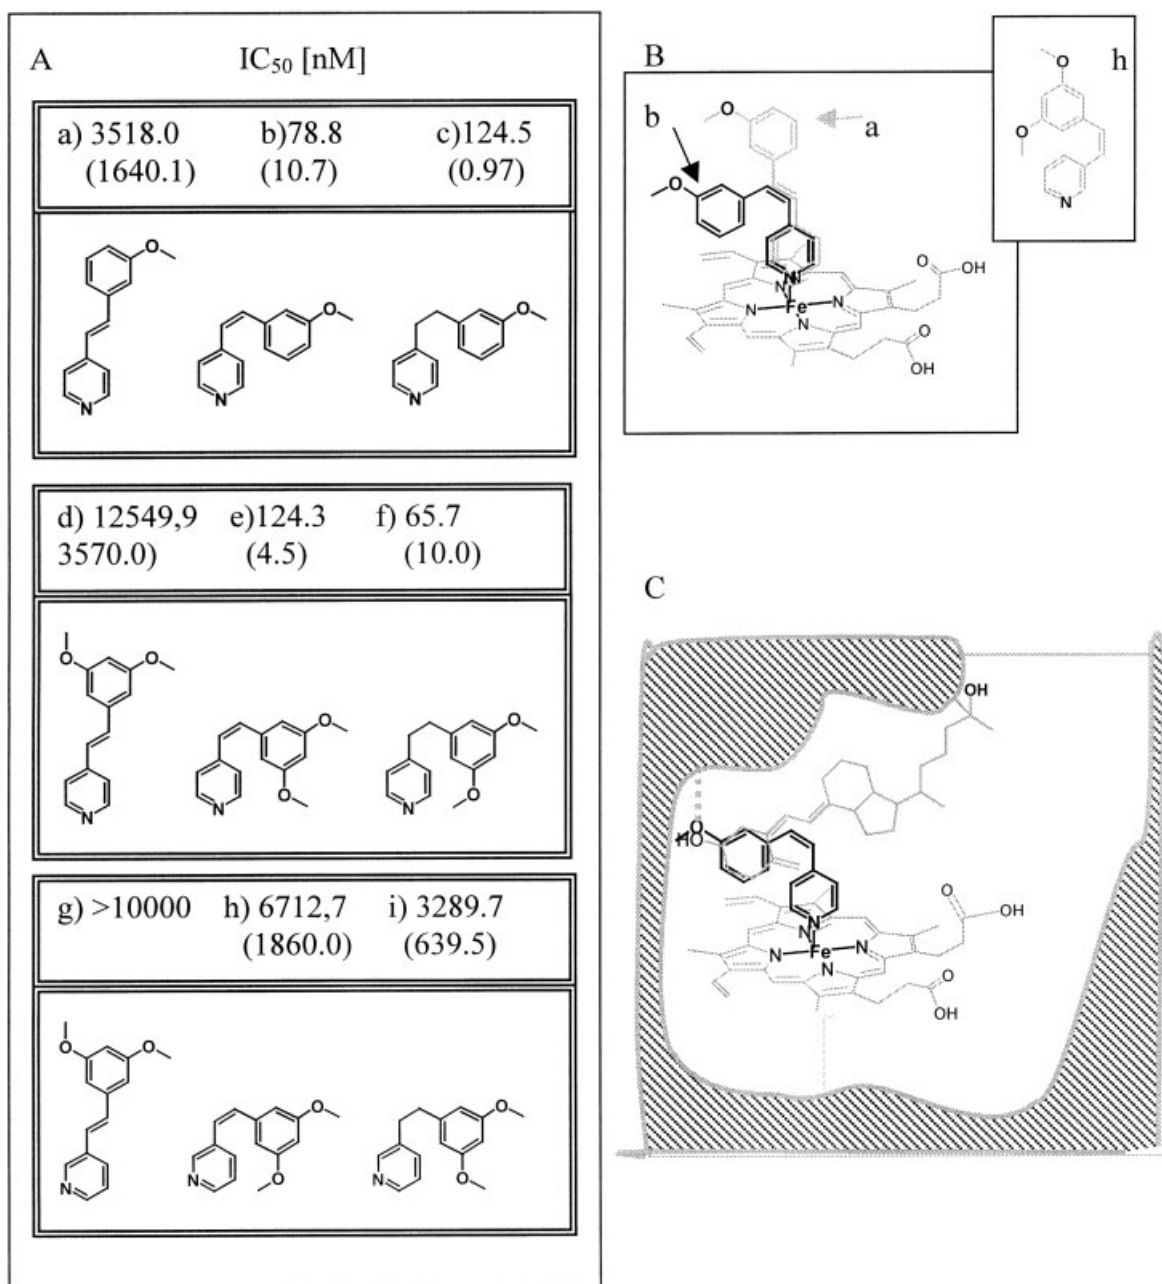 A
IC50 [nM]
a) 3518.0 b)78.8 c)124.5
(1640.1) (10.7) (0.97)
O
O
O
N
N
N
d) 12549,9 e)124.3 f) 65.7
3570.0) (4.5) (10.0)
O O
O O
O O
N N N
g) >10000 h) 6712,7 i) 3289.7
(1860.0) (639.5)
O O
O O
O O
N N N
B
b
a
O
O
N
N N
Fe
N
N
O
OH
O
OH
h
O
O
N
C
OH
O
HO
N
N N
Fe
N
N
O
OH
O
OH